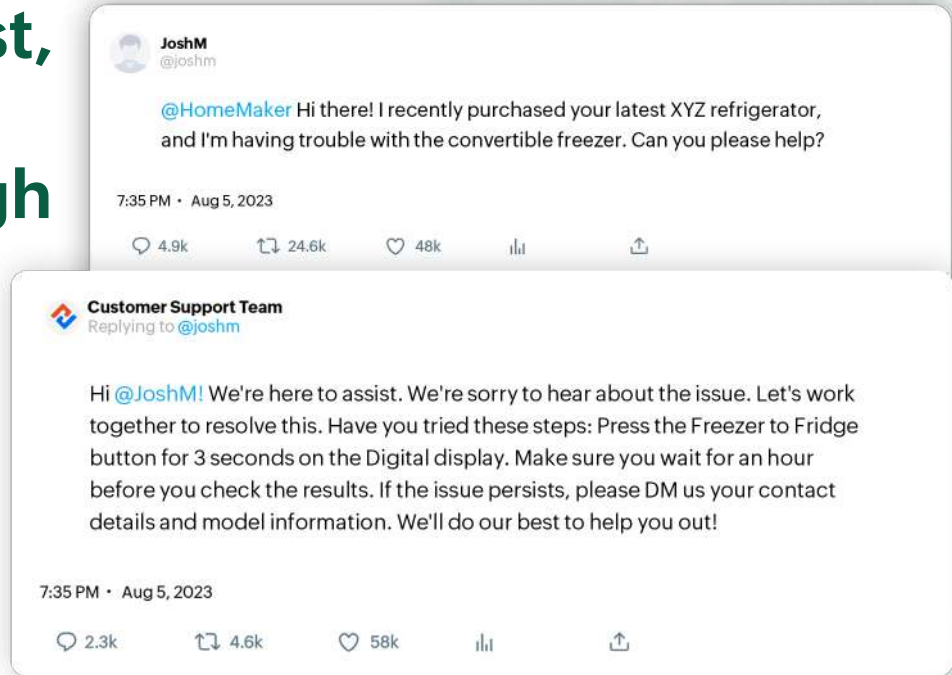 st,
gh
JoshM
@joshm
@HomeMaker Hi there! I recently purchased your latest XYZ refrigerator,
and I'm having trouble with the convertible freezer. Can you please help?
7:35 PM • Aug 5, 2023
4.9k 24.6k 48k
Customer Support Team
Replying to @joshm
Hi @JoshM! We're here to assist. We're sorry to hear about the issue. Let's work
together to resolve this. Have you tried these steps: Press the Freezer to Fridge
button for 3 seconds on the Digital display. Make sure you wait for an hour
before you check the results. If the issue persists, please DM us your contact
details and model information. We'll do our best to help you out!
7:35 PM • Aug 5, 2023
2.3k 4.6k 58k